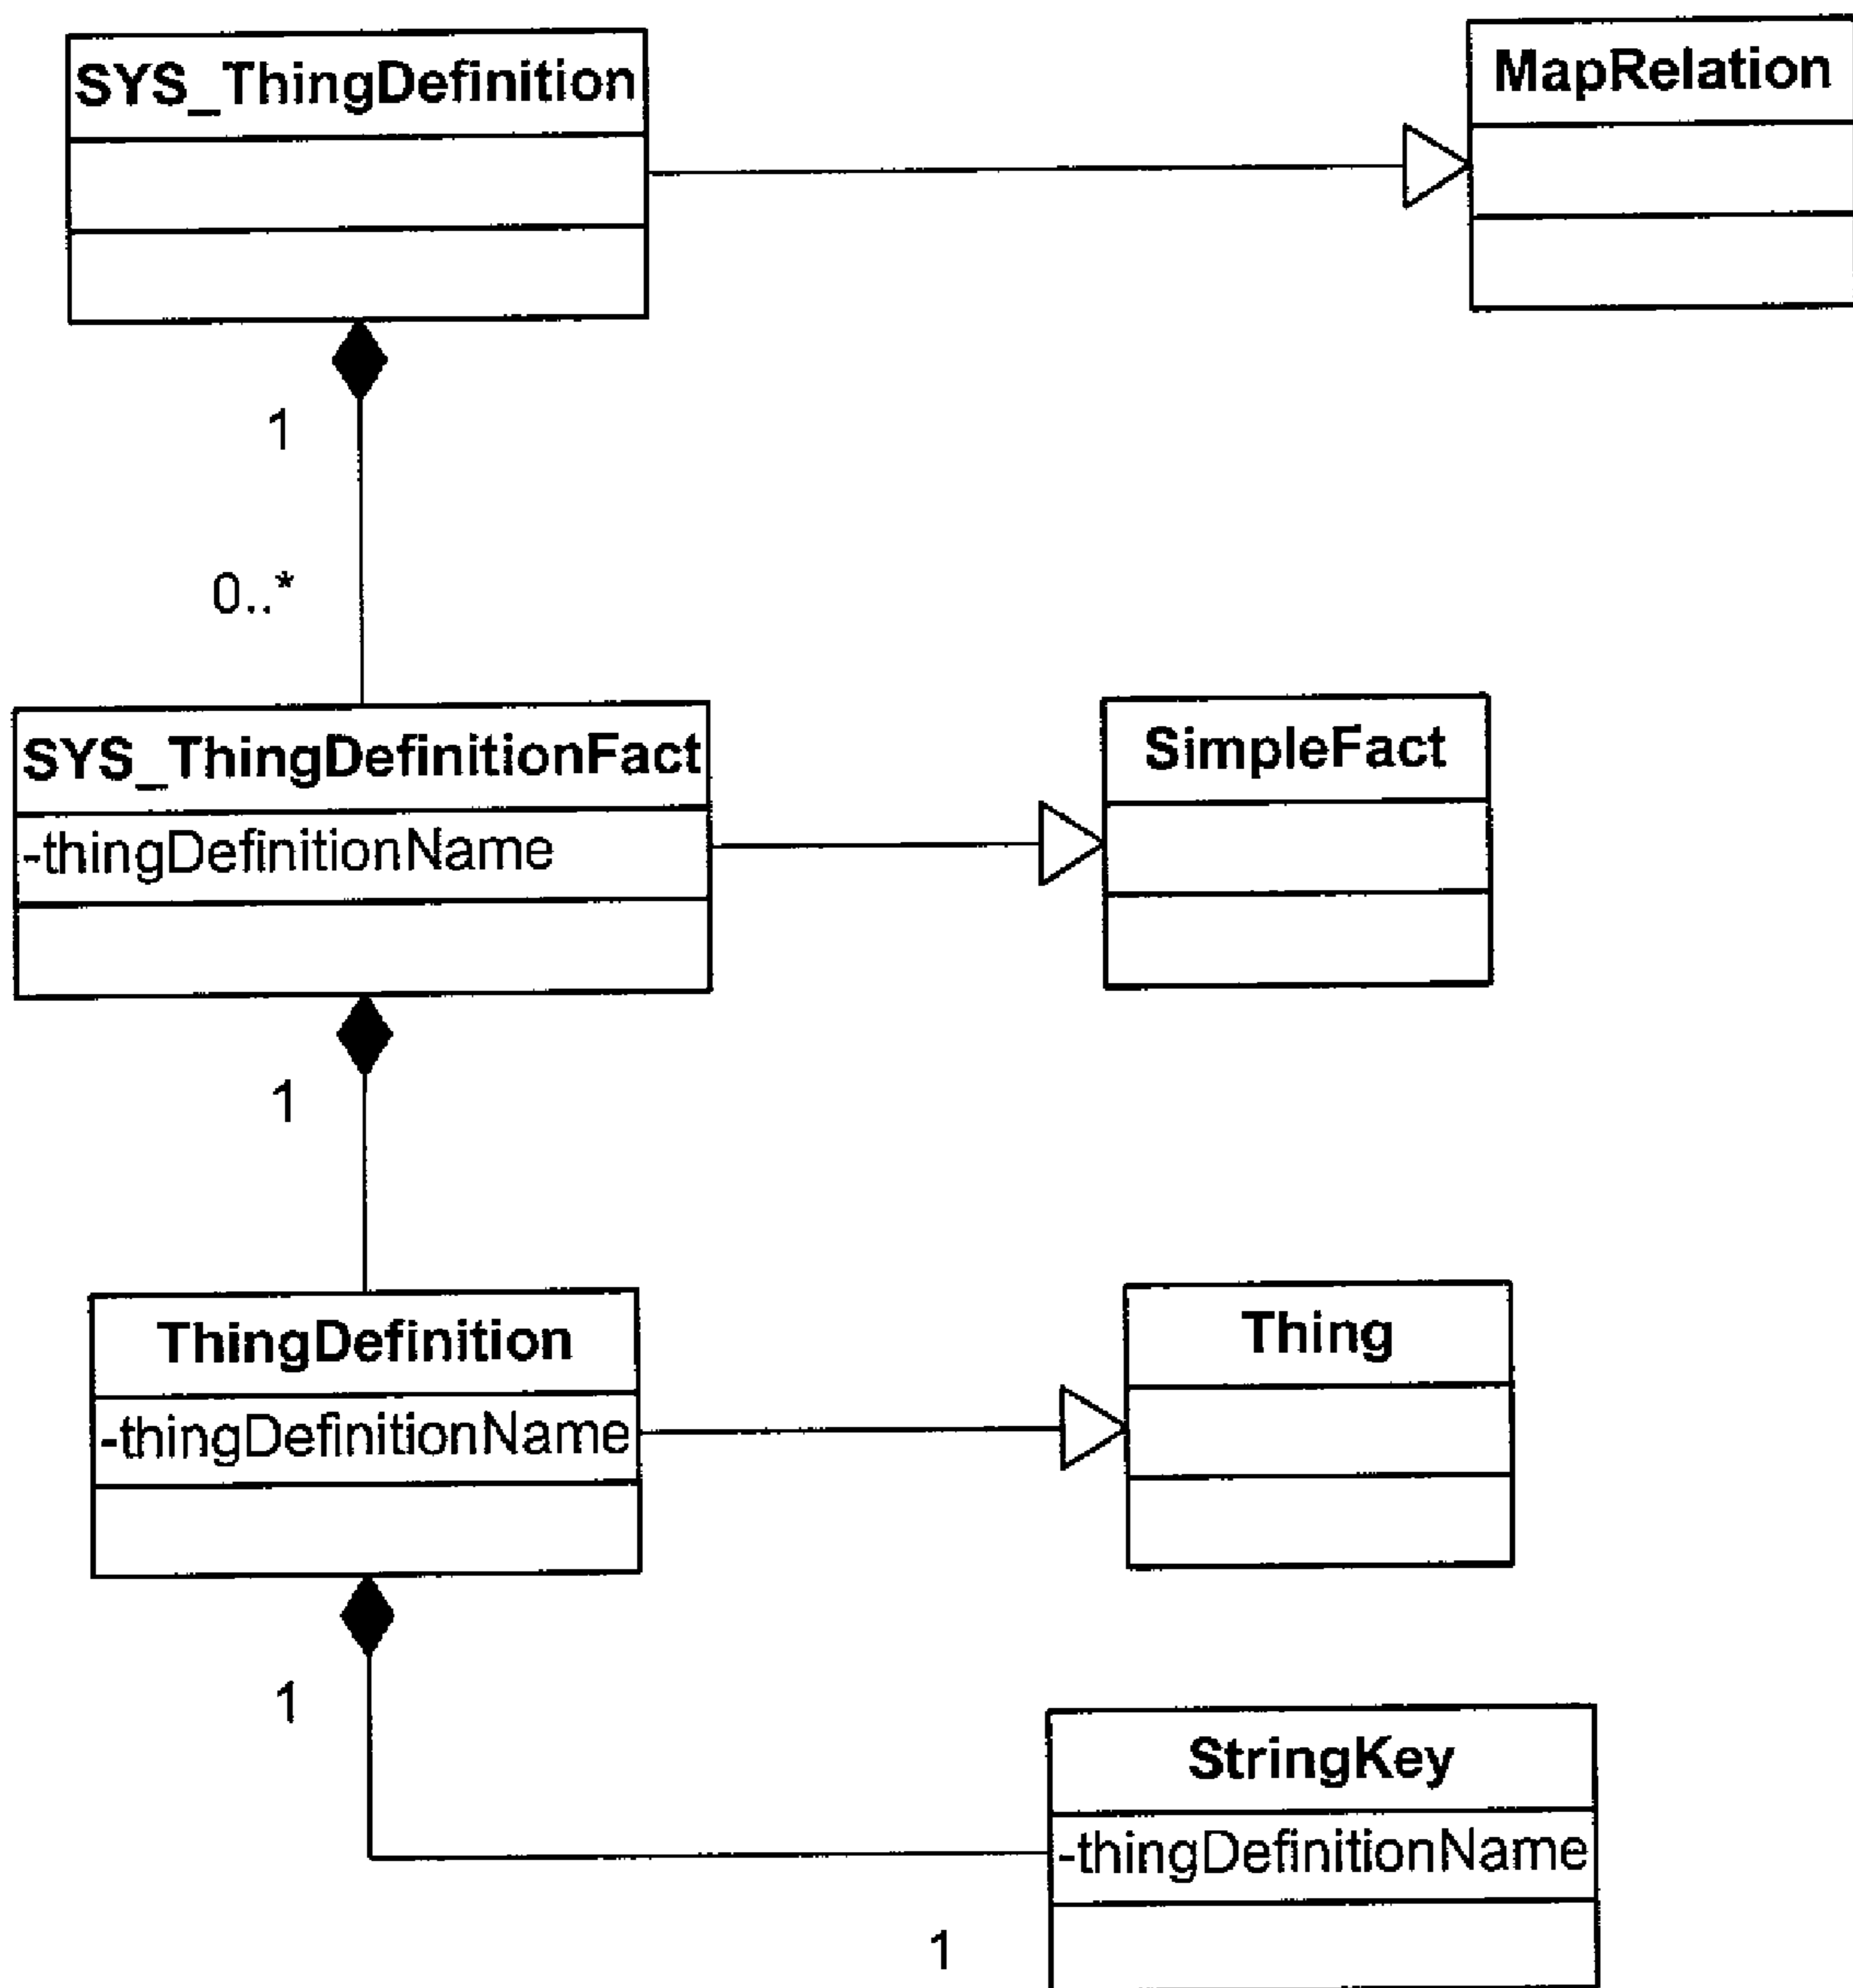 SYS_ThingDefinition
MapRelation
1
0..*
SYS_ThingDefinitionFact
-thingDefinitionName
SimpleFact
1
ThingDefinition
-thingDefinitionName
Thing
1
StringKey
-thingDefinitionName
1